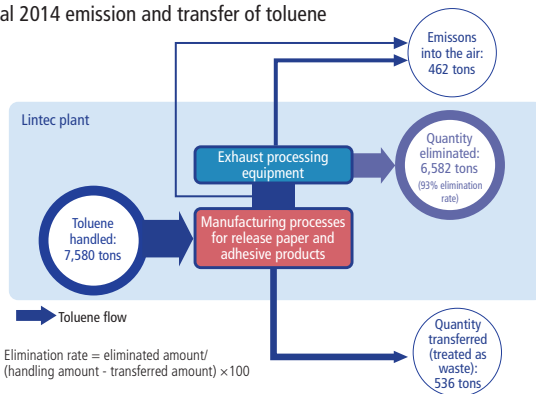 al 2014 emission and transfer of toluene
Emissons
into the air:
462 tons
Lintec plant
Exhaust processing
equipment
Quantity
eliminated:
6,582 tons
(93% elimination
rate)
Toluene
handled:
7,580 tons
Manufacturing processes
for release paper and
adhesive products
Toluene flow
Elimination rate = eliminated amount/
(handling amount - transferred amount) ×100
Quantity
transferred
(treated as
waste):
536 tons